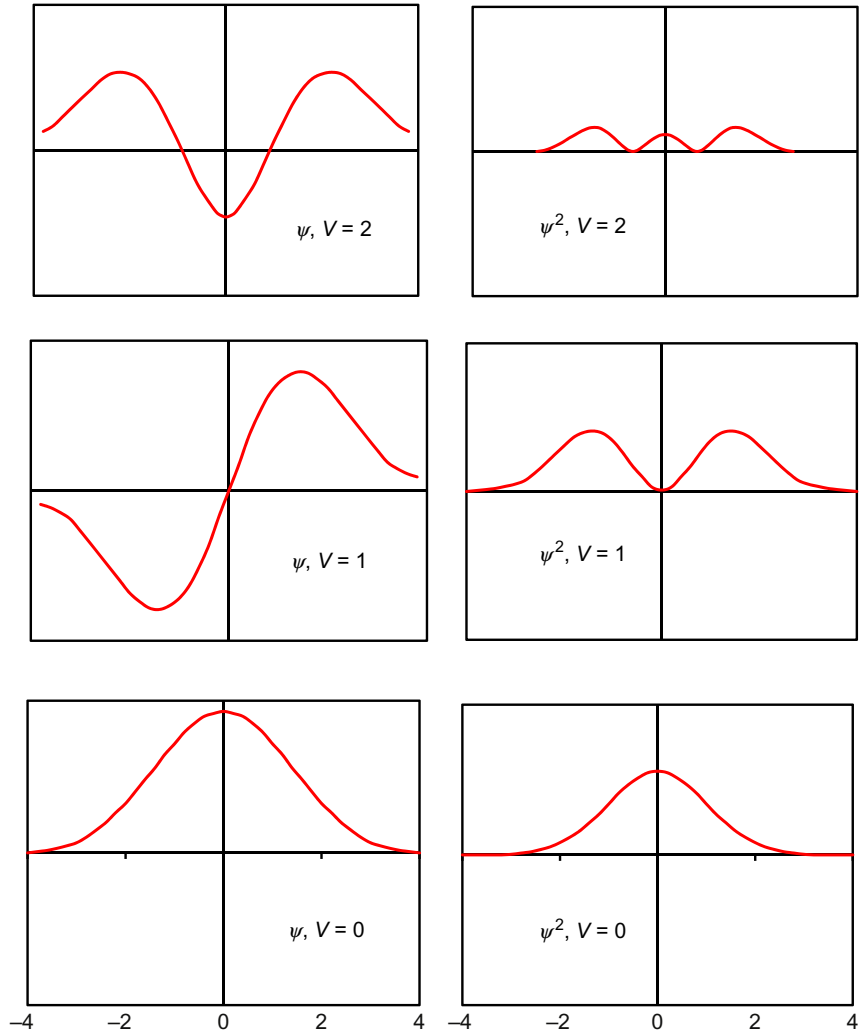 ψ, V = 2
ψ², V = 2
ψ, V = 1
ψ², V = 1
ψ, V = 0
ψ², V = 0
–4 –2 0 2 4
–4 –2 0 2 4